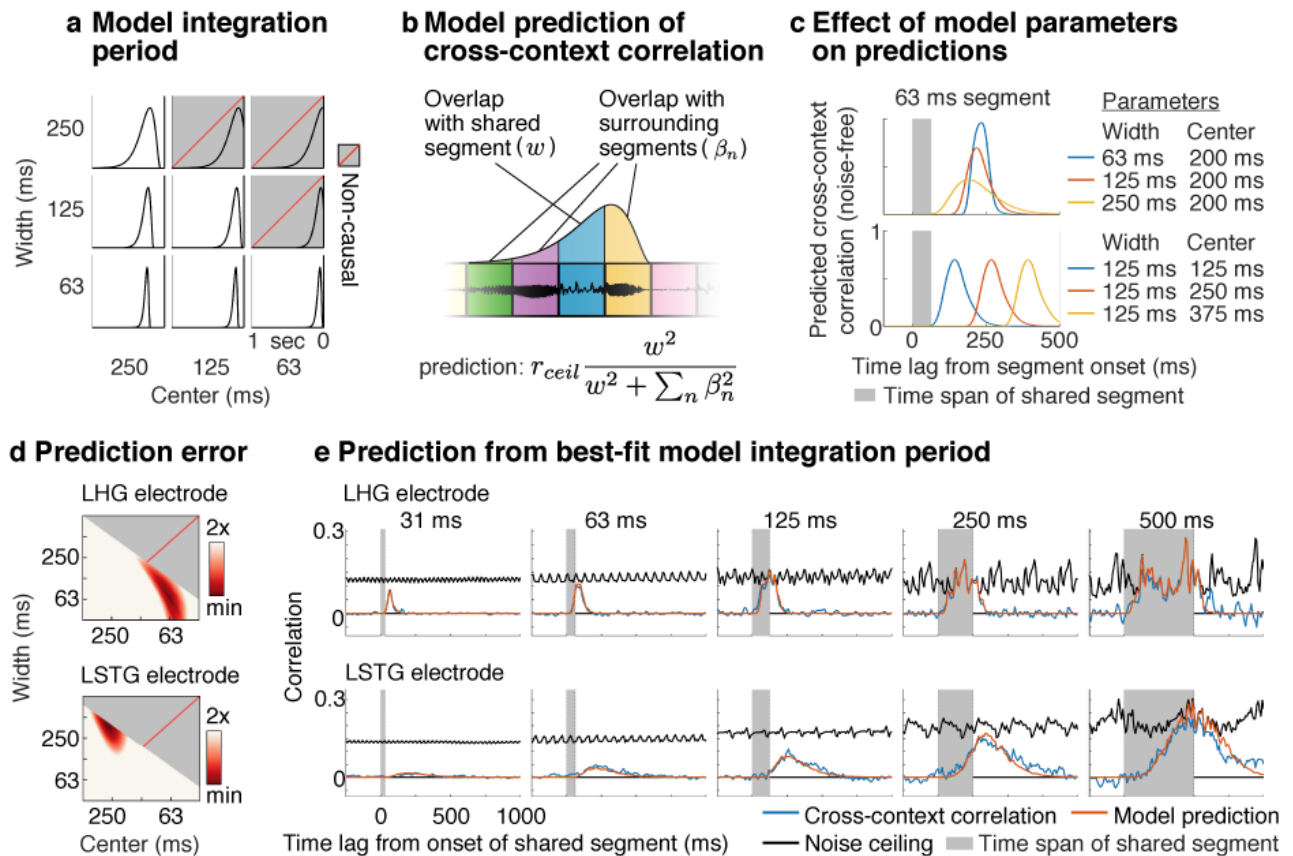 a Model integration
period
250
125
63
Width (ms)
Non-causal
1 sec 0
250 125 63
Center (ms)
b Model prediction of
cross-context correlation
Overlap
with shared
segment (w)
Overlap with
surrounding
segments (βn)
prediction: r_ceil w² / (w² + ∑n βn²)
c Effect of model parameters
on predictions
63 ms segment
Parameters
Width Center
63 ms 200 ms
125 ms 200 ms
250 ms 200 ms
Width Center
125 ms 125 ms
125 ms 250 ms
125 ms 375 ms
Predicted cross-context
correlation (noise-free)
1
0
0 250 500
Time lag from segment onset (ms)
Time span of shared segment
d Prediction error
LHG electrode
250
63
250 63
2x
min
LSTG electrode
250
63
250 63
2x
min
Width (ms)
Center (ms)
e Prediction from best-fit model integration period
LHG electrode
31 ms 63 ms 125 ms 250 ms 500 ms
0.3
0
Correlation
LSTG electrode
0.3
0
0 500 1000
Time lag from onset of shared segment (ms)
Cross-context correlation
Model prediction
Noise ceiling
Time span of shared segment